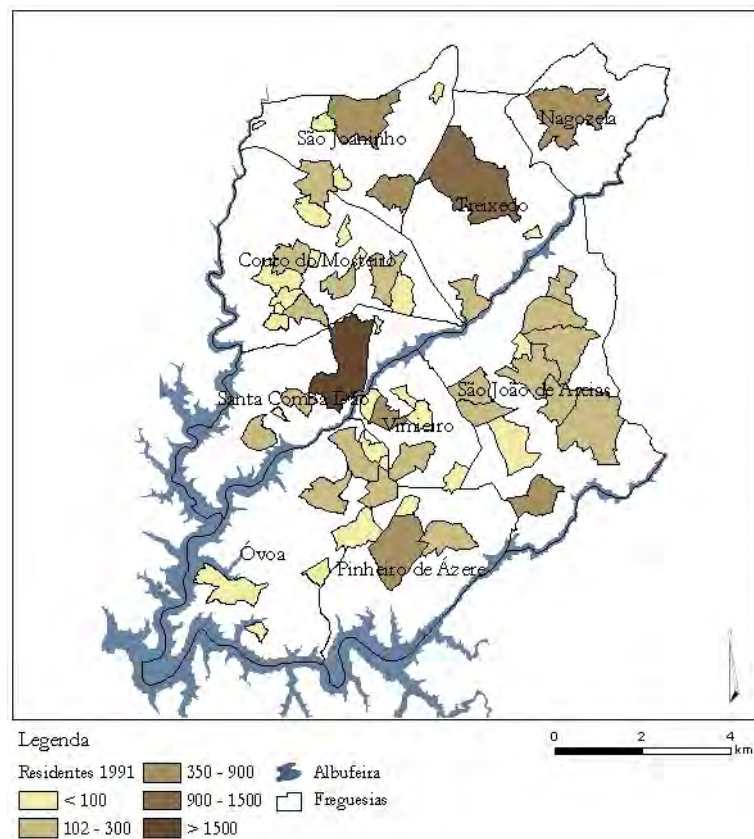 Nagozela
São Joaninho
Treixedo
Couto do Mosteiro
São João de Areias
Santa Comba Dão
Vimieiro
Óvoa
Pinheiro de Ázere
Legenda
0 2 4
km
Residentes 1991
350 - 900
Albufeira
< 100
900 - 1500
Freguesias
102 - 300
> 1500